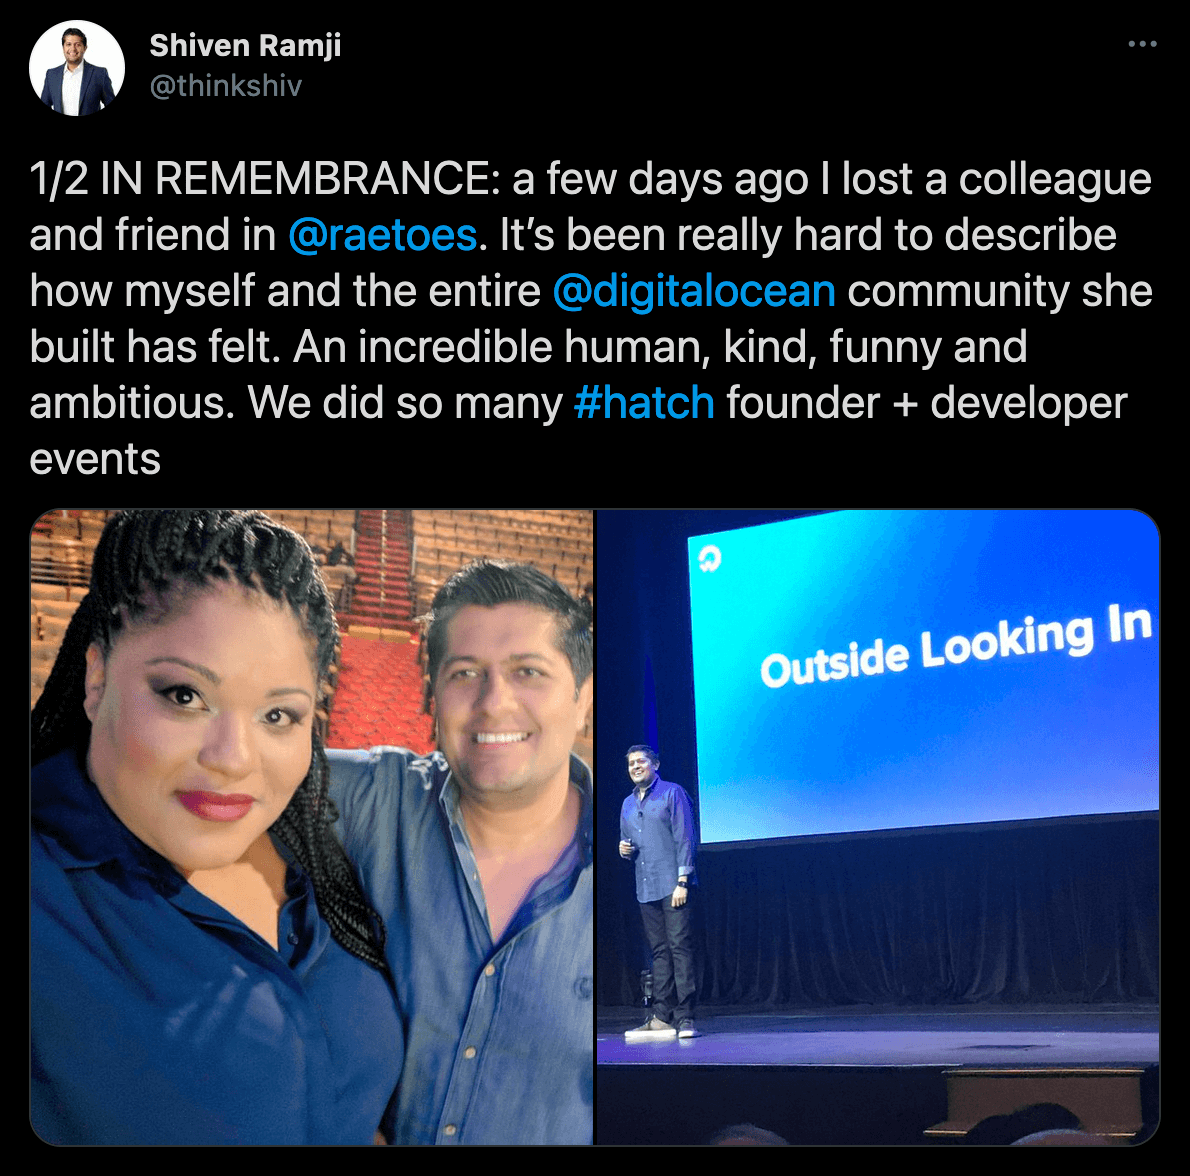 Shiven Ramji
@thinkshiv
1/2 IN REMEMBRANCE: a few days ago I lost a colleague
and friend in @raetoes. It’s been really hard to describe
how myself and the entire @digitalocean community she
built has felt. An incredible human, kind, funny and
ambitious. We did so many #hatch founder + developer
events
Outside Looking In